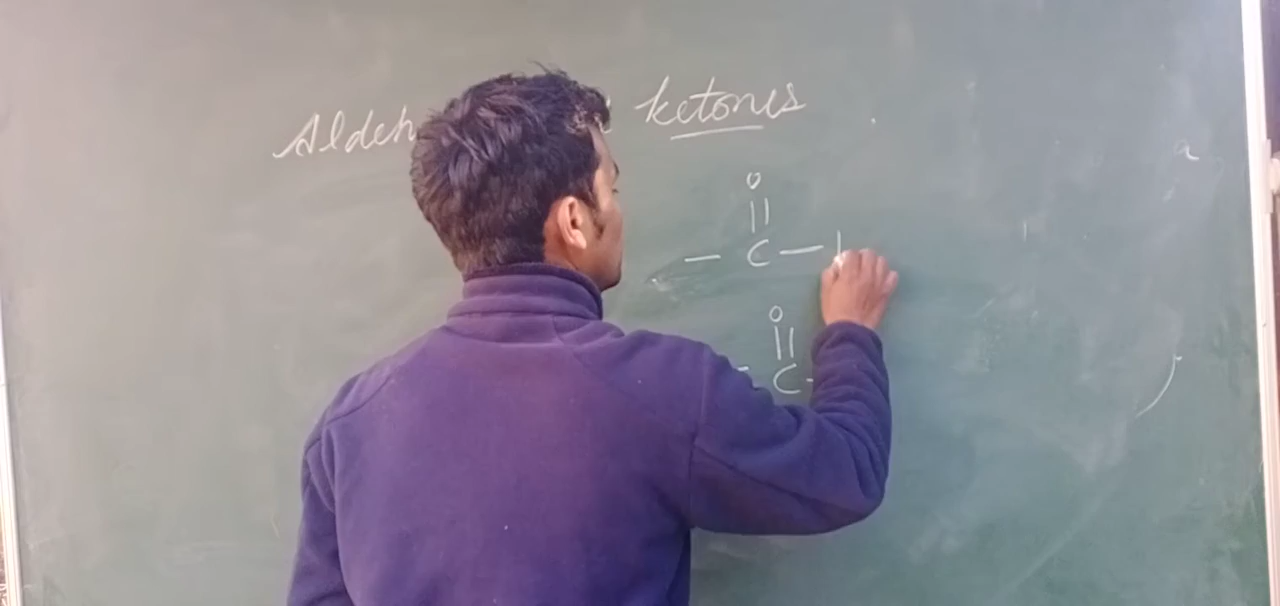 Aldeh ketones
O
||
— C —
O
||
C
a